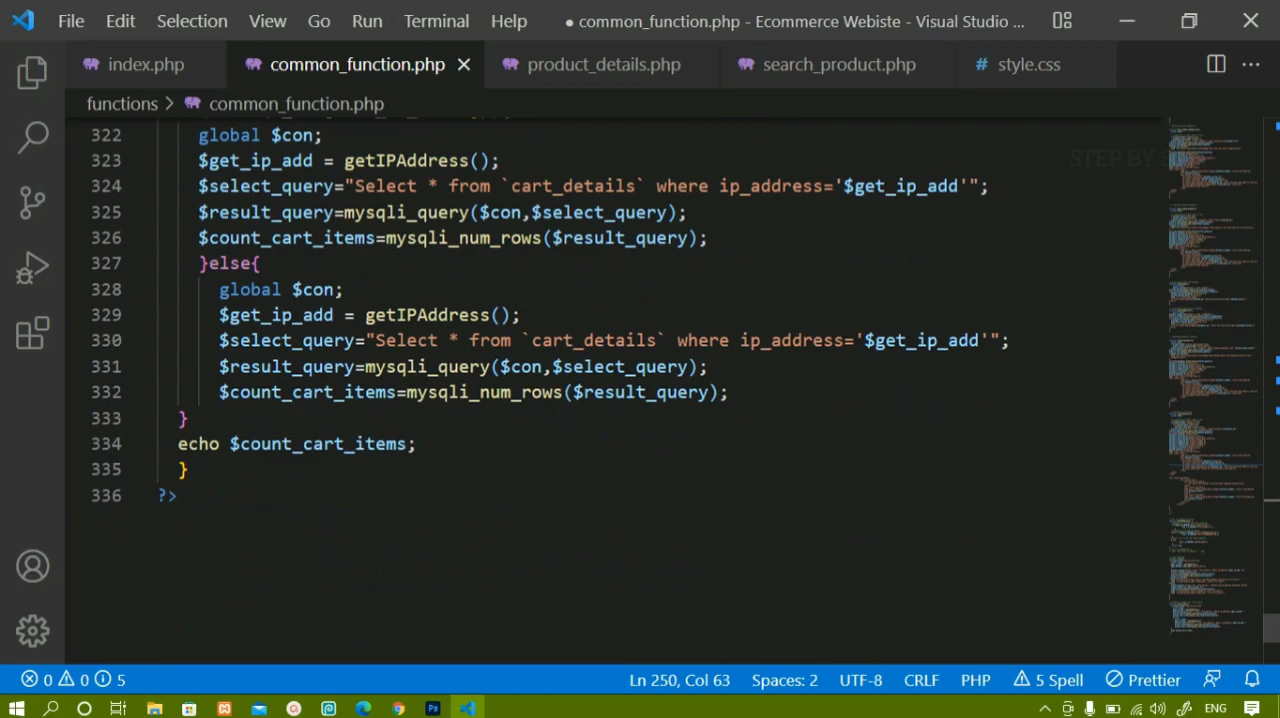 File Edit Selection View Go Run Terminal Help ● common_function.php - Ecommerce Webiste - Visual Studio ...
index.php common_function.php product_details.php search_product.php # style.css
functions > common_function.php
322 global $con;
STEP BY
323 $get_ip_add = getIPAddress();
324 $select_query="Select * from `cart_details` where ip_address='$get_ip_add'";
325 $result_query=mysqli_query($con,$select_query);
326 $count_cart_items=mysqli_num_rows($result_query);
327 }else{
328 global $con;
329 $get_ip_add = getIPAddress();
330 $select_query="Select * from `cart_details` where ip_address='$get_ip_add'";
331 $result_query=mysqli_query($con,$select_query);
332 $count_cart_items=mysqli_num_rows($result_query);
333 }
334 echo $count_cart_items;
335 }
336 ?>
0 0 5 Ln 250, Col 63 Spaces: 2 UTF-8 CRLF PHP 5 Spell Prettier
ENG